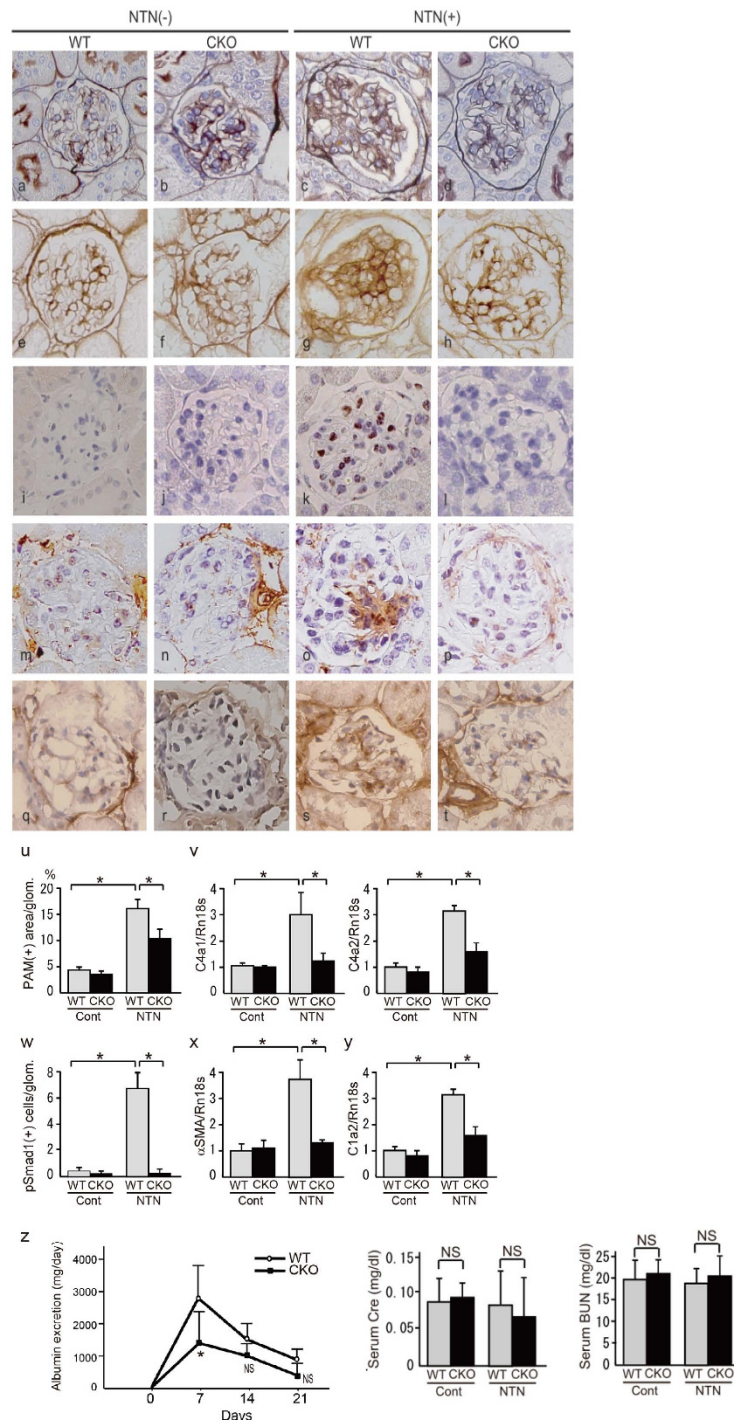 NTN(-) NTN(+)
WT CKO WT CKO
a b c d
e f g h
i j k l
m n o p
q r s t
u
%
PAM(+) area/glom.
20
15
10
5
0
* *
WT CKO WT CKO
Cont NTN
v
C4a1/Rn18s
4
3
2
1
0
* *
WT CKO WT CKO
Cont NTN
C4a2/Rn18s
4
3
2
1
0
* *
WT CKO WT CKO
Cont NTN
w
pSmad1(+) cells/glom.
8
6
4
2
0
* *
WT CKO WT CKO
Cont NTN
x
αSMA/Rn18s
4
3
2
1
0
* *
WT CKO WT CKO
Cont NTN
y
C1a2/Rn18s
4
3
2
1
0
* *
WT CKO WT CKO
Cont NTN
z
Albumin excretion (mg/day)
4000
3000
2000
1000
0
WT
CKO
* NS NS
0 7 14 21
Days
Serum Cre (mg/dl)
0.15
0.10
0.05
0
NS NS
WT CKO WT CKO
Cont NTN
Serum BUN (mg/dl)
25
20
15
10
5
0
NS NS
WT CKO WT CKO
Cont NTN